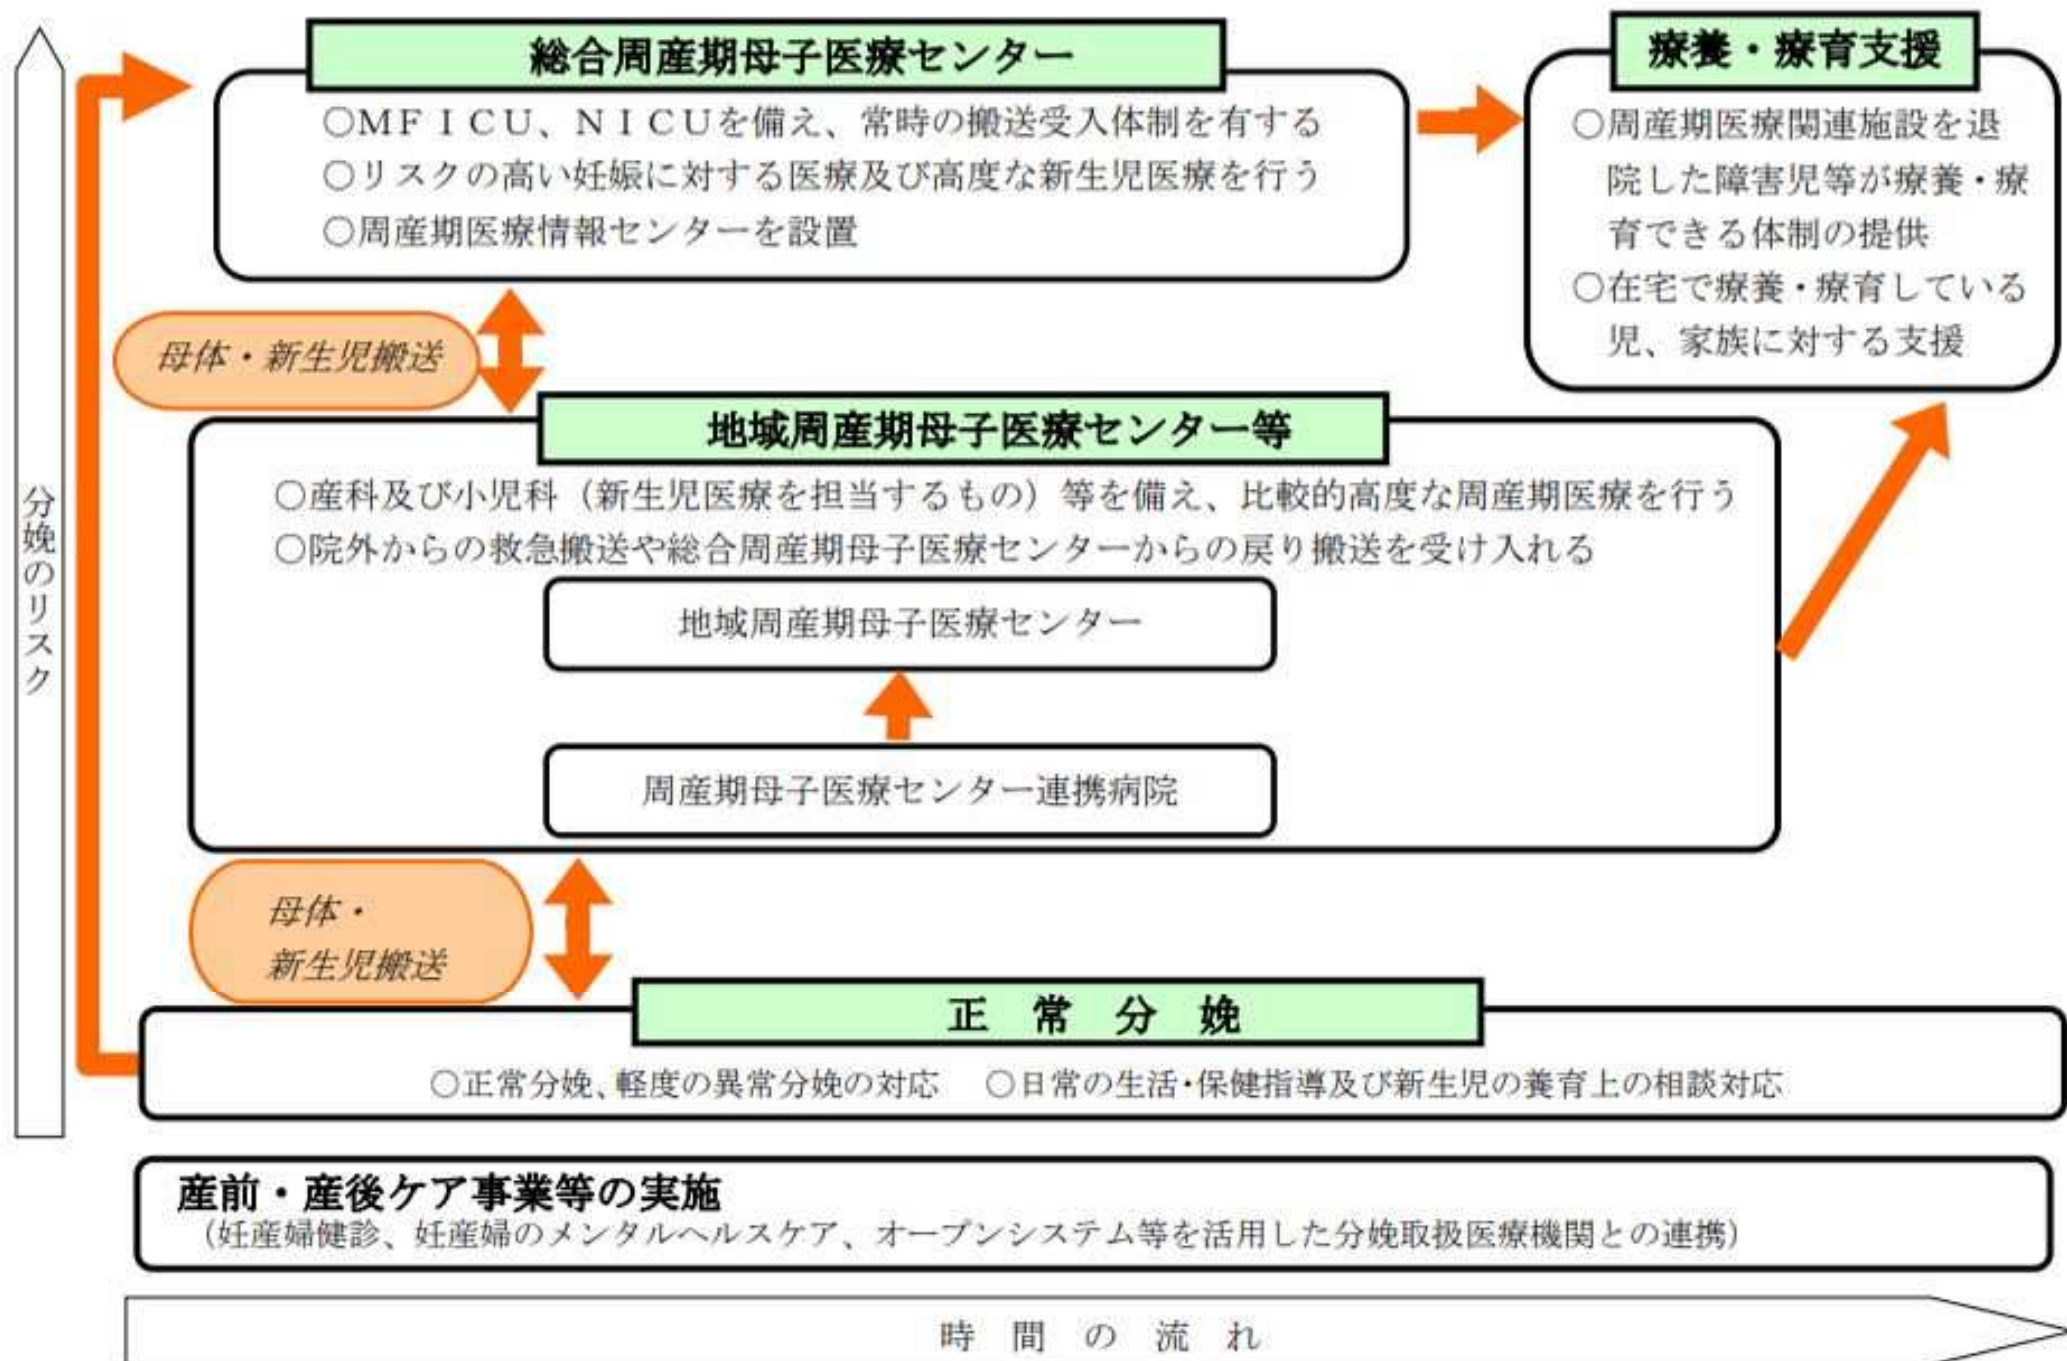 総合周産期母子医療センター
○MFICU、NICUを備え、常時の搬送受入体制を有する
○リスクの高い妊娠に対する医療及び高度な新生児医療を行う
○周産期医療情報センターを設置
療養・療育支援
○周産期医療関連施設を退
院した障害児等が療養・療
育できる体制の提供
○在宅で療養・療育している
児、家族に対する支援
母体・新生児搬送
地域周産期母子医療センター等
○産科及び小児科（新生児医療を担当するもの）等を備え、比較的高度な周産期医療を行う
○院外からの救急搬送や総合周産期母子医療センターからの戻り搬送を受け入れる
地域周産期母子医療センター
周産期母子医療センター連携病院
分娩のリスク
母体・
新生児搬送
正　常　分　娩
○正常分娩、軽度の異常分娩の対応　○日常の生活・保健指導及び新生児の養育上の相談対応
産前・産後ケア事業等の実施
（妊産婦健診、妊産婦のメンタルヘルスケア、オープンシステム等を活用した分娩取扱医療機関との連携）
時　間　の　流　れ